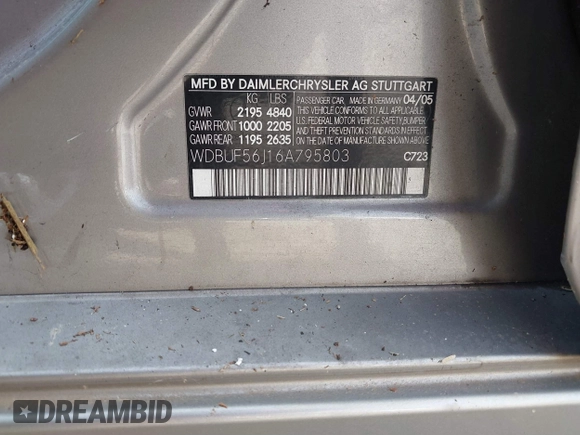 MFD BY DAIMLERCHRYSLER AG STUTTGART
KG LBS PASSENGER CAR MADE IN GERMANY 04/05
GVWR 2195 4840 THIS VEHICLE CONFORMS TO ALL APPLICABLE
GAWR FRONT 1000 2205 U.S. FEDERAL MOTOR VEHICLE SAFETY, BUMPER
GAWR REAR 1195 2635 AND THEFT PREVENTION STANDARDS IN EFFECT
ON THE DATE OF MANUFACTURE SHOWN ABOVE.
WDBUF56J16A795803 C723
DREAMBID